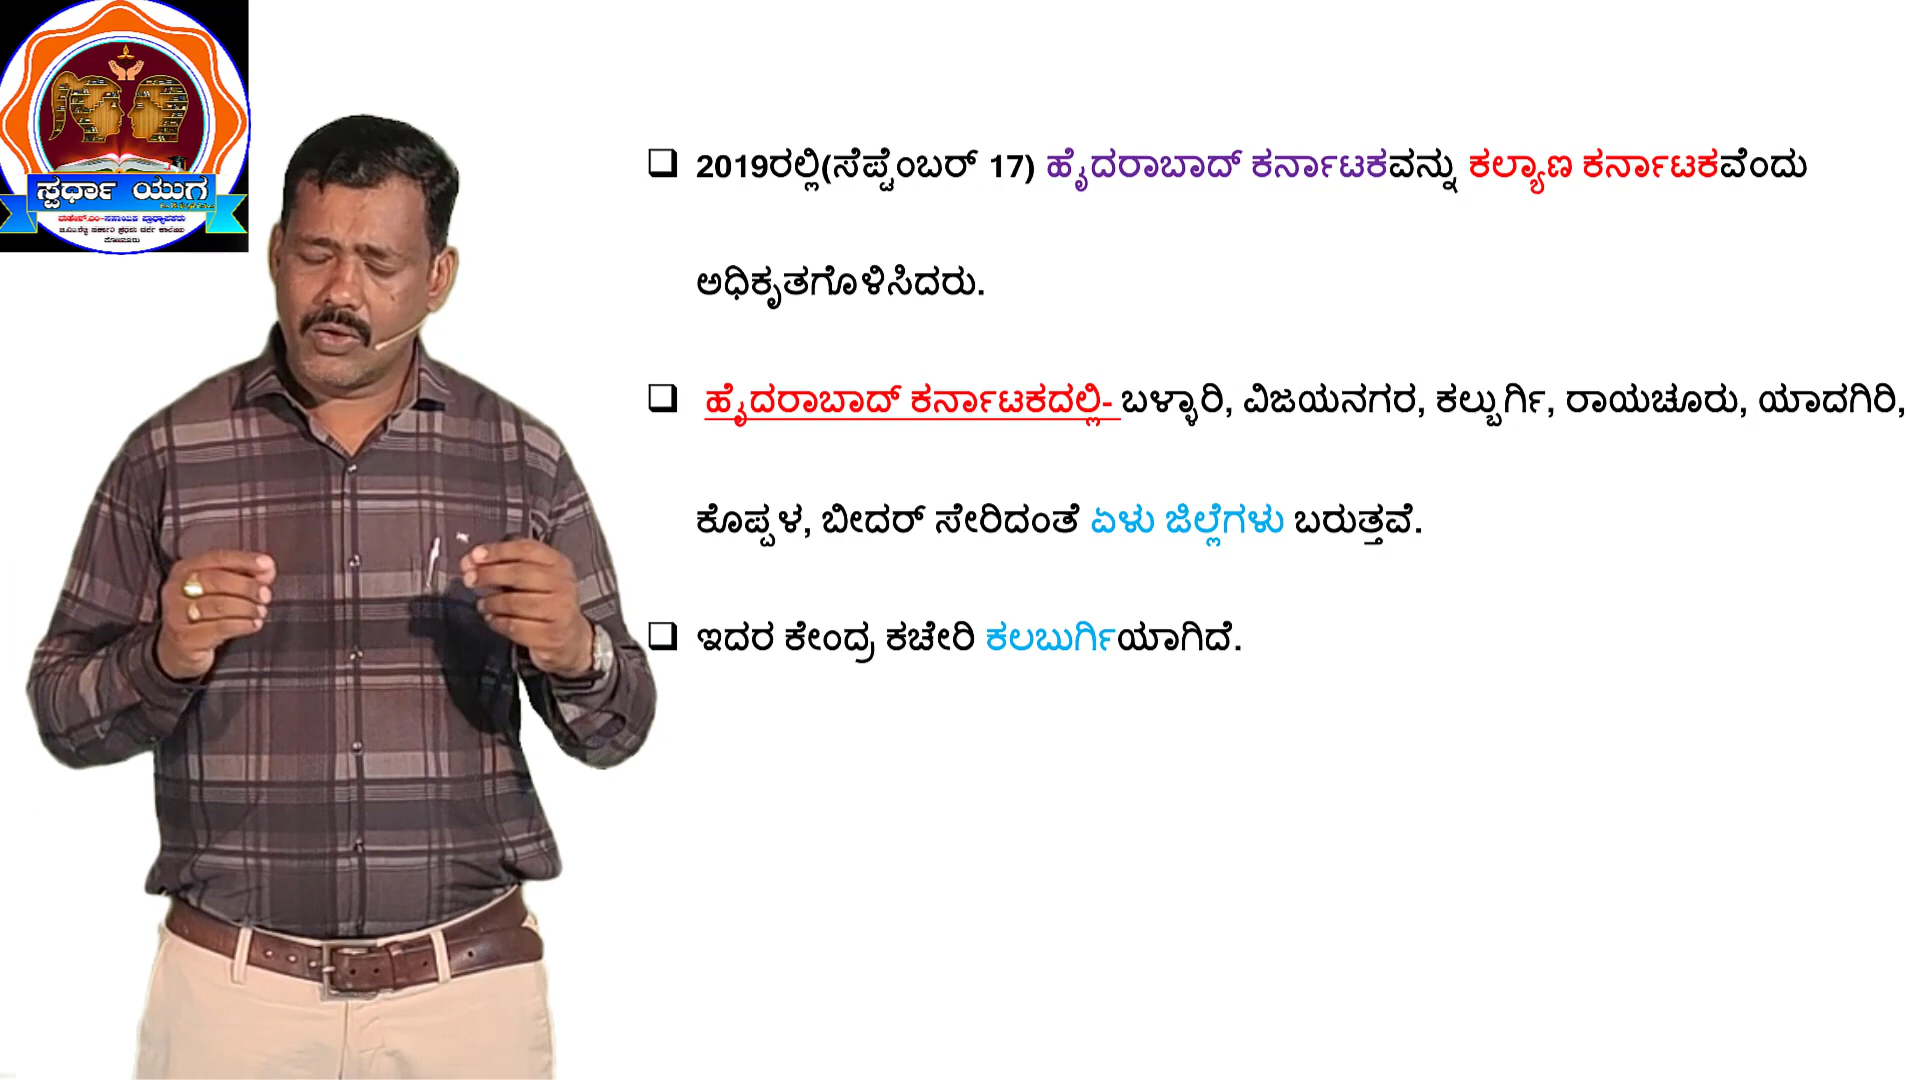 ಸ್ಪರ್ಧಾ ಯುಗ
2019ರಲ್ಲಿ(ಸೆಪ್ಟೆಂಬರ್ 17) ಹೈದರಾಬಾದ್ ಕರ್ನಾಟಕವನ್ನು ಕಲ್ಯಾಣ ಕರ್ನಾಟಕವೆಂದು
ಅಧಿಕೃತಗೊಳಿಸಿದರು.
ಹೈದರಾಬಾದ್ ಕರ್ನಾಟಕದಲ್ಲಿ- ಬಳ್ಳಾರಿ, ವಿಜಯನಗರ, ಕಲ್ಬುರ್ಗಿ, ರಾಯಚೂರು, ಯಾದಗಿರಿ,
ಕೊಪ್ಪಳ, ಬೀದರ್ ಸೇರಿದಂತೆ ಏಳು ಜಿಲ್ಲೆಗಳು ಬರುತ್ತವೆ.
ಇದರ ಕೇಂದ್ರ ಕಚೇರಿ ಕಲಬುರ್ಗಿಯಾಗಿದೆ.